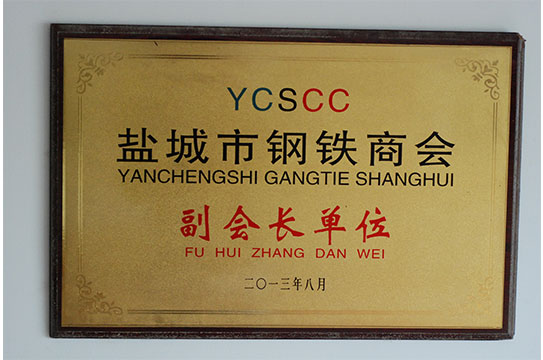 YCSCC
盐城市钢铁商会
YANCHENGSHI GANGTIE SHANGHUI
副会长单位
FU HUI ZHANG DAN WEI
二〇一三年八月